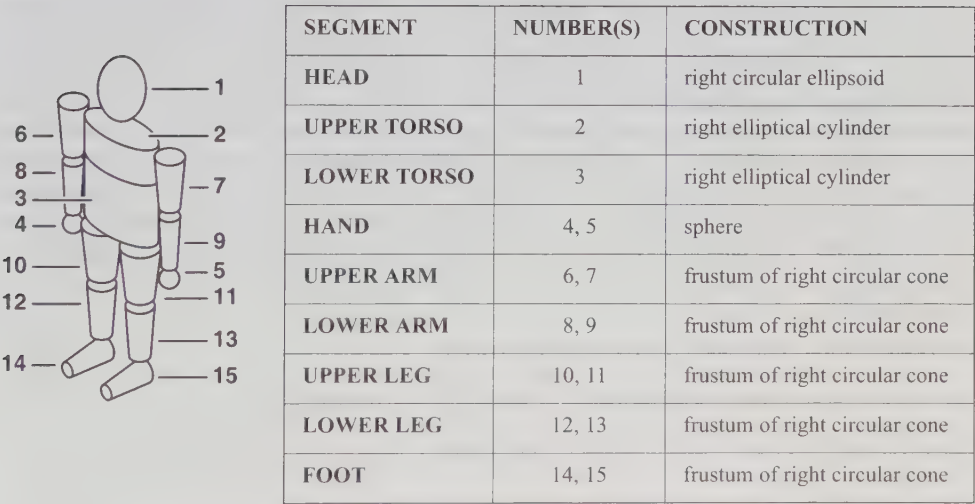 1
2
6
8
7
3
4
9
5
10
11
12
13
14
15
SEGMENT NUMBER(S) CONSTRUCTION
HEAD 1 right circular ellipsoid
UPPER TORSO 2 right elliptical cylinder
LOWER TORSO 3 right elliptical cylinder
HAND 4, 5 sphere
UPPER ARM 6, 7 frustum of right circular cone
LOWER ARM 8, 9 frustum of right circular cone
UPPER LEG 10, 11 frustum of right circular cone
LOWER LEG 12, 13 frustum of right circular cone
FOOT 14, 15 frustum of right circular cone